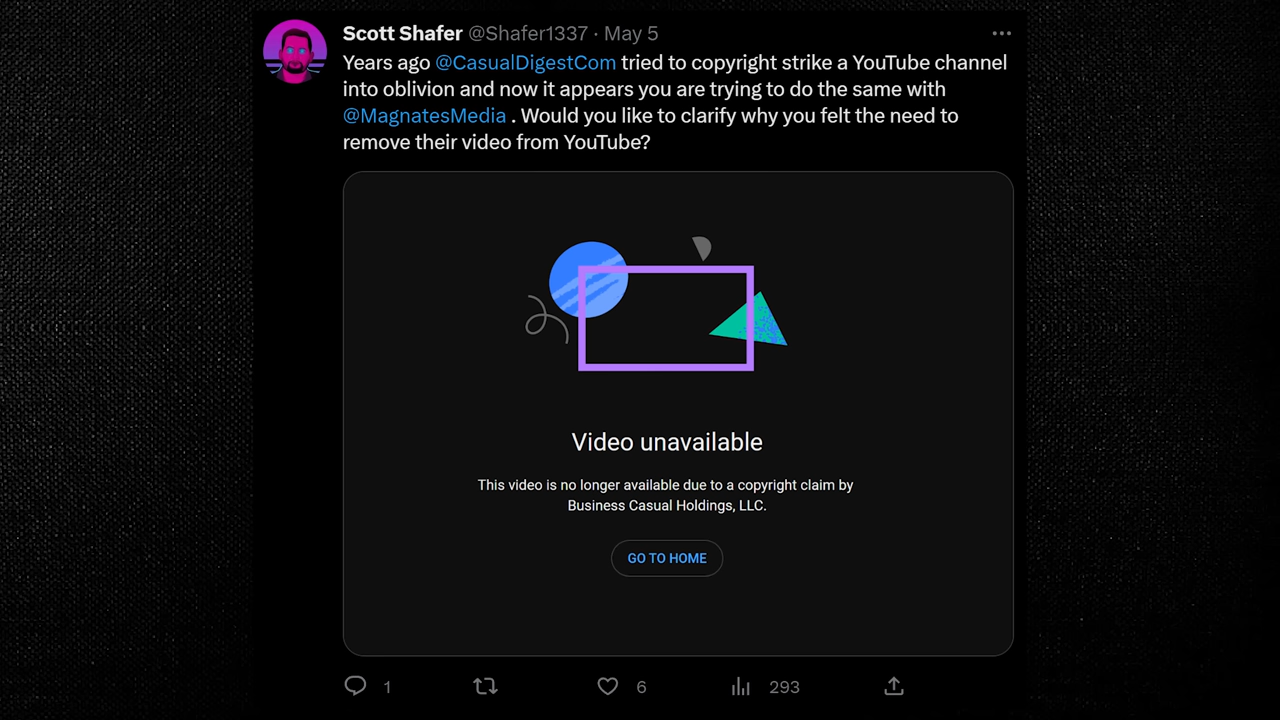 Scott Shafer @Shafer1337 · May 5
Years ago @CasualDigestCom tried to copyright strike a YouTube channel
into oblivion and now it appears you are trying to do the same with
@MagnatesMedia . Would you like to clarify why you felt the need to
remove their video from YouTube?
Video unavailable
This video is no longer available due to a copyright claim by
Business Casual Holdings, LLC.
GO TO HOME
1 6 293